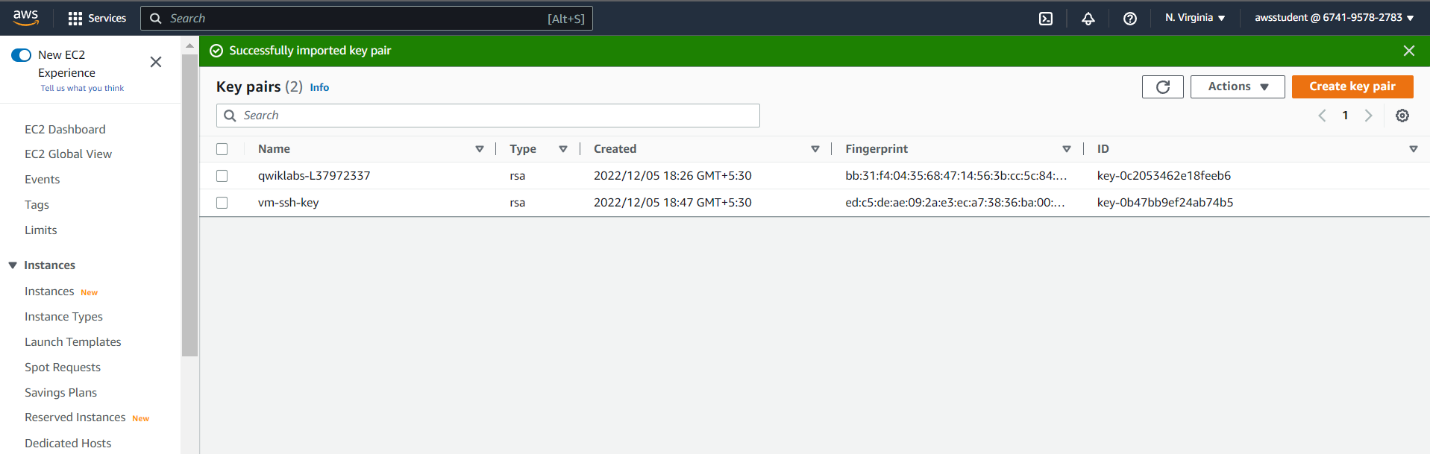 aws
Services
Search [Alt+S]
N. Virginia
awsstudent @ 6741-9578-2783
New EC2
Experience
Tell us what you think
EC2 Dashboard
EC2 Global View
Events
Tags
Limits
Instances
Instances New
Instance Types
Launch Templates
Spot Requests
Savings Plans
Reserved Instances New
Dedicated Hosts
Successfully imported key pair
Key pairs (2) Info
Actions
Create key pair
Search
1
Name Type Created Fingerprint ID
qwiklabs-L37972337 rsa 2022/12/05 18:26 GMT+5:30 bb:31:f4:04:35:68:47:14:56:3b:cc:5c:84:... key-0c2053462e18feeb6
vm-ssh-key rsa 2022/12/05 18:47 GMT+5:30 ed:c5:de:ae:09:2a:e3:ec:a7:38:36:ba:00:... key-0b47bb9ef24ab74b5